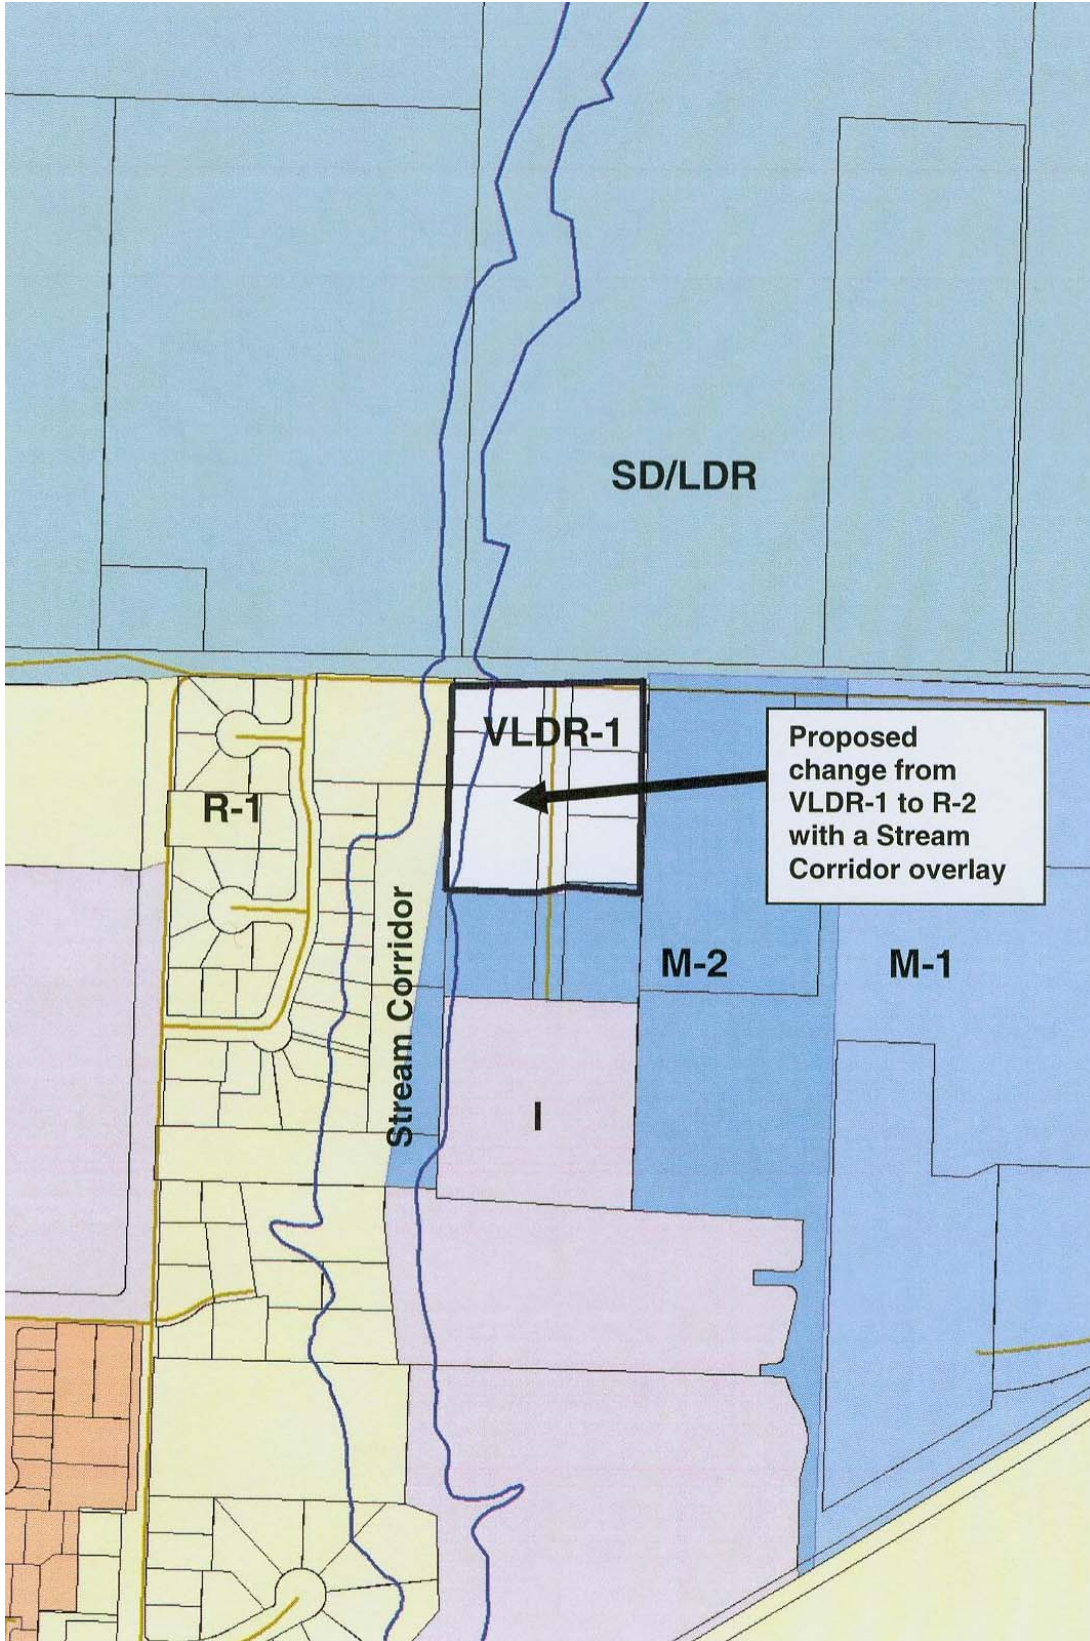 SD/LDR
VLDR-1
Proposed
change from
VLDR-1 to R-2
with a Stream
Corridor overlay
R-1
Stream Corridor
M-2
M-1
I